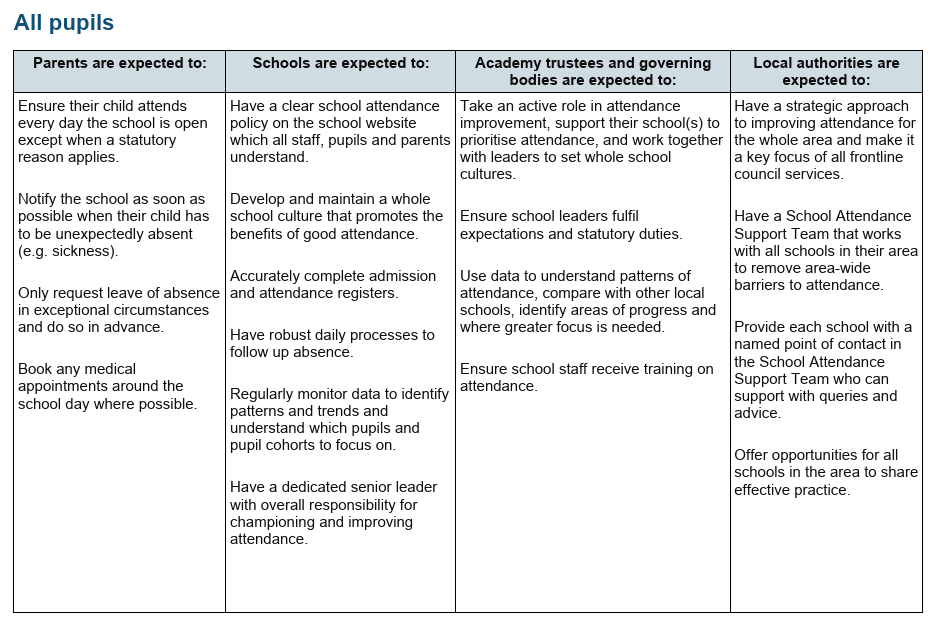 All pupils
Parents are expected to:
Schools are expected to:
Academy trustees and governing
bodies are expected to:
Local authorities are
expected to:
Ensure their child attends
every day the school is open
except when a statutory
reason applies.
Notify the school as soon as
possible when their child has
to be unexpectedly absent
(e.g. sickness).
Only request leave of absence
in exceptional circumstances
and do so in advance.
Book any medical
appointments around the
school day where possible.
Have a clear school attendance
policy on the school website
which all staff, pupils and parents
understand.
Develop and maintain a whole
school culture that promotes the
benefits of good attendance.
Accurately complete admission
and attendance registers.
Have robust daily processes to
follow up absence.
Regularly monitor data to identify
patterns and trends and
understand which pupils and
pupil cohorts to focus on.
Have a dedicated senior leader
with overall responsibility for
championing and improving
attendance.
Take an active role in attendance
improvement, support their school(s) to
prioritise attendance, and work together
with leaders to set whole school
cultures.
Ensure school leaders fulfil
expectations and statutory duties.
Use data to understand patterns of
attendance, compare with other local
schools, identify areas of progress and
where greater focus is needed.
Ensure school staff receive training on
attendance.
Have a strategic approach
to improving attendance for
the whole area and make it
a key focus of all frontline
council services.
Have a School Attendance
Support Team that works
with all schools in their area
to remove area-wide
barriers to attendance.
Provide each school with a
named point of contact in
the School Attendance
Support Team who can
support with queries and
advice.
Offer opportunities for all
schools in the area to share
effective practice.